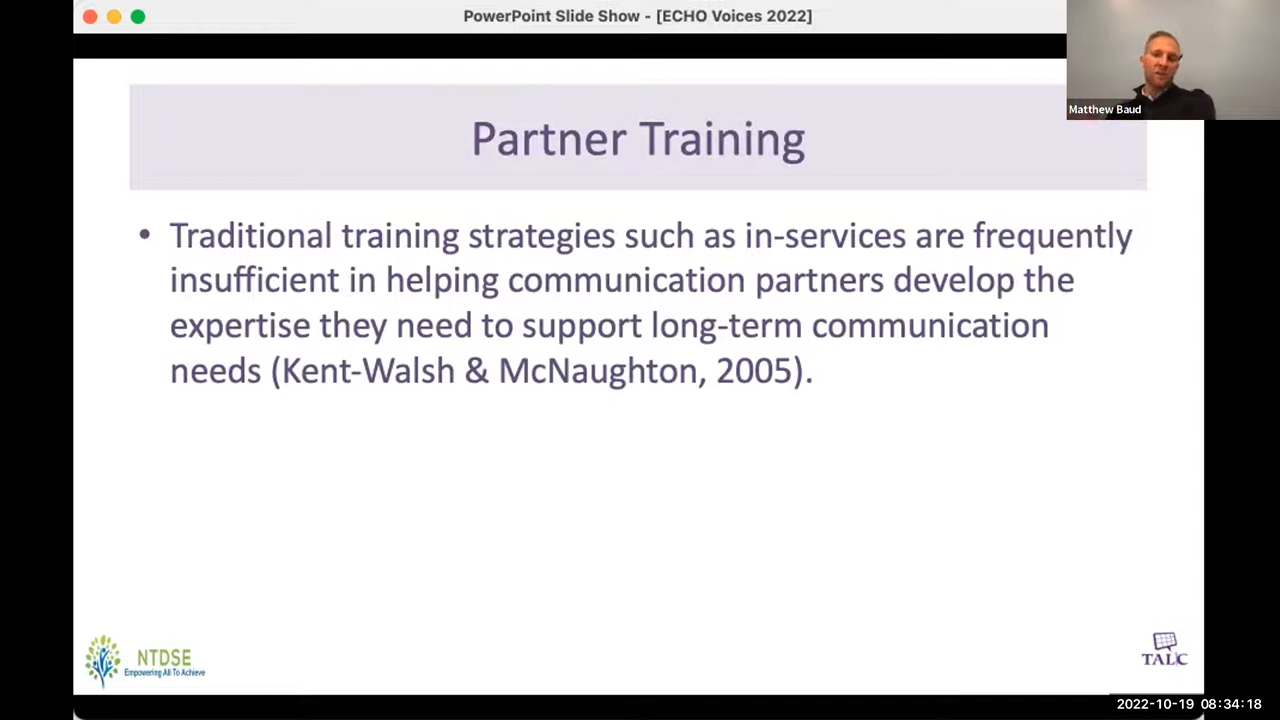 PowerPoint Slide Show - [ECHO Voices 2022]
Matthew Baud
Partner Training
• Traditional training strategies such as in-services are frequently
insufficient in helping communication partners develop the
expertise they need to support long-term communication
needs (Kent-Walsh & McNaughton, 2005).
NTDSE
Empowering All To Achieve
TALC
2022-10-19 08:34:18